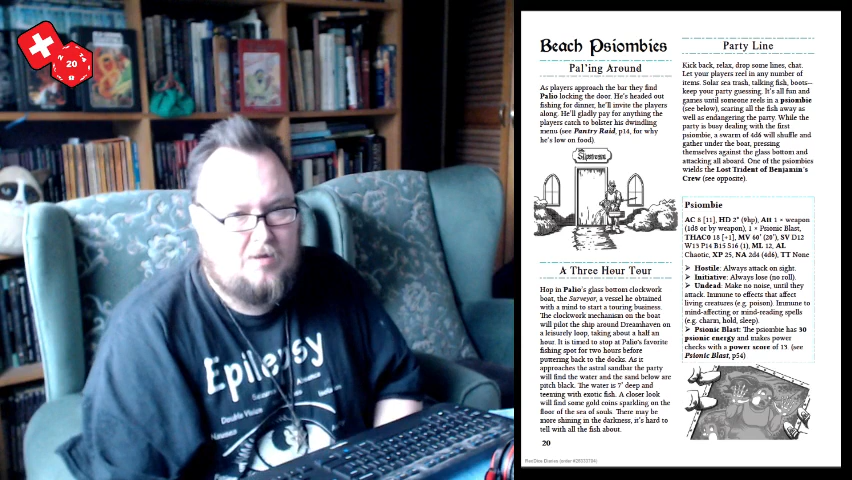 20
Epilepsy
Double Vision
Nausea
Beach Psiombies
Pal'ing Around
As players approach the bar they find
Palio locking the door. He's headed out
fishing for dinner, he'll invite the players
along. He'll gladly pay for anything the
players catch to bolster his dwindling
menu (see Pantry Raid, p14, for why
he's low on food).
A Three Hour Tour
Hop in Palio's glass bottom clockwork
boat, the Surveyor, a vessel he obtained
with a mind to start a touring business.
The clockwork mechanism on the boat
will pilot the ship around Dreamhaven on
a leisurely loop, taking about a half an
hour. It is timed to stop at Palio's favorite
fishing spot for two hours before
puttering back to the docks. As it
approaches the astral sandbar the party
will find the water and the sand below are
pitch black. The water is 7' deep and
teeming with exotic fish. A closer look
will find some gold coins sparkling on the
floor of the sea of souls. There may be
more shining in the darkness, it's hard to
tell with all the fish about.
20
Party Line
Kick back, relax, drop some lines, chat.
Let your players reel in any number of
items. Solar sea trash, talking fish, boots—
keep your party guessing. It's all fun and
games until someone reels in a psiombie
(see below), scaring all the fish away as
well as endangering the party. While the
party is busy dealing with the first
psiombie, a swarm of 4d6 will shuffle and
gather under the boat, pressing
themselves against the glass bottom and
attacking all aboard. One of the psiombies
wields the Lost Trident of Benjamin's
Crew (see opposite).
Psiombie
AC 8 [11], HD 2* (9hp), Att 1 × weapon
(1d8 or by weapon), 1 × Psionic Blast,
THAC0 18 [+1], MV 60' (20'), SV D12
W13 P14 B15 S16 (1), ML 12, AL
Chaotic, XP 25, NA 2d4 (4d6), TT None
➤ Hostile: Always attack on sight.
➤ Initiative: Always lose (no roll).
➤ Undead: Make no noise, until they
attack. Immune to effects that affect
living creatures (e.g. poison). Immune to
mind-affecting or mind-reading spells
(e.g. charm, hold, sleep).
➤ Psionic Blast: The psiombie has 30
psionic energy and makes power
checks with a power score of 13. (see
Psionic Blast, p54)